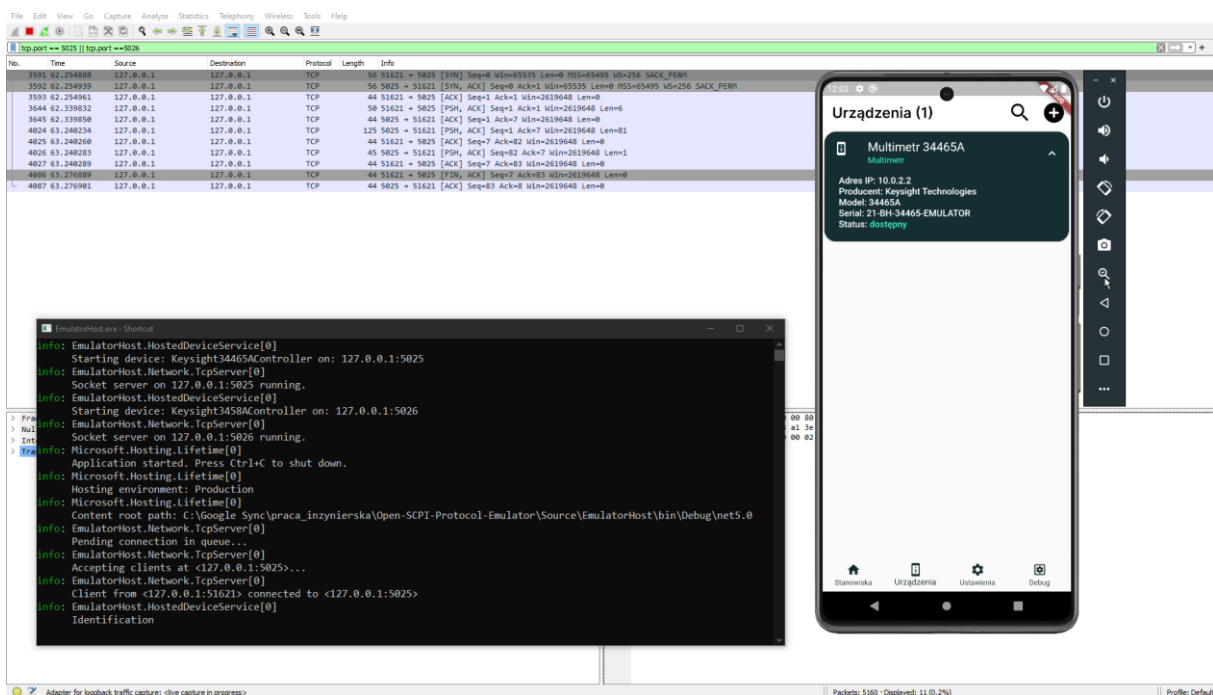 File Edit View Go Capture Analyze Statistics Telephony Wireless Tools Help
tcp.port == 5025 || tcp.port ==5026
No. Time Source Destination Protocol Length Info
3591 62.254888 127.0.0.1 127.0.0.1 TCP 56 51621 → 5025 [SYN] Seq=0 Win=65535 Len=0 MSS=65495 WS=256 SACK_PERM
3592 62.254939 127.0.0.1 127.0.0.1 TCP 56 5025 → 51621 [SYN, ACK] Seq=0 Ack=1 Win=65535 Len=0 MSS=65495 WS=256 SACK_PERM
3593 62.254961 127.0.0.1 127.0.0.1 TCP 44 51621 → 5025 [ACK] Seq=1 Ack=1 Win=2619648 Len=0
3644 62.339832 127.0.0.1 127.0.0.1 TCP 50 51621 → 5025 [PSH, ACK] Seq=1 Ack=1 Win=2619648 Len=6
3645 62.339850 127.0.0.1 127.0.0.1 TCP 44 5025 → 51621 [ACK] Seq=1 Ack=7 Win=2619648 Len=0
4024 63.240234 127.0.0.1 127.0.0.1 TCP 125 5025 → 51621 [PSH, ACK] Seq=1 Ack=7 Win=2619648 Len=81
4025 63.240260 127.0.0.1 127.0.0.1 TCP 44 51621 → 5025 [ACK] Seq=7 Ack=82 Win=2619648 Len=0
4026 63.240283 127.0.0.1 127.0.0.1 TCP 45 5025 → 51621 [PSH, ACK] Seq=82 Ack=7 Win=2619648 Len=1
4027 63.240289 127.0.0.1 127.0.0.1 TCP 44 51621 → 5025 [ACK] Seq=7 Ack=83 Win=2619648 Len=0
4086 63.276889 127.0.0.1 127.0.0.1 TCP 44 51621 → 5025 [FIN, ACK] Seq=7 Ack=83 Win=2619648 Len=0
4087 63.276901 127.0.0.1 127.0.0.1 TCP 44 5025 → 51621 [ACK] Seq=83 Ack=8 Win=2619648 Len=0
12:03
Urządzenia (1)
Multimetr 34465A
Multimetr
Adres IP: 10.0.2.2
Producent: Keysight Technologies
Model: 34465A
Serial: 21-BH-34465-EMULATOR
Status: dostępny
Stanowiska Urządzenia Ustawienia Debug
EmulatorHost.exe - Shortcut
info: EmulatorHost.HostedDeviceService[0]
Starting device: Keysight34465AController on: 127.0.0.1:5025
info: EmulatorHost.Network.TcpServer[0]
Socket server on 127.0.0.1:5025 running.
info: EmulatorHost.HostedDeviceService[0]
Starting device: Keysight3458AController on: 127.0.0.1:5026
info: EmulatorHost.Network.TcpServer[0]
Socket server on 127.0.0.1:5026 running.
info: Microsoft.Hosting.Lifetime[0]
Application started. Press Ctrl+C to shut down.
info: Microsoft.Hosting.Lifetime[0]
Hosting environment: Production
info: Microsoft.Hosting.Lifetime[0]
Content root path: C:\Google Sync\praca_inzynierska\Open-SCPI-Protocol-Emulator\Source\EmulatorHost\bin\Debug\net5.0
info: EmulatorHost.Network.TcpServer[0]
Pending connection in queue...
info: EmulatorHost.Network.TcpServer[0]
Accepting clients at <127.0.0.1:5025>...
info: EmulatorHost.Network.TcpServer[0]
Client from <127.0.0.1:51621> connected to <127.0.0.1:5025>
info: EmulatorHost.HostedDeviceService[0]
Identification
Adapter for loopback traffic capture: <live capture in progress>
Packets: 5160 · Displayed: 11 (0.2%)
Profile: Default